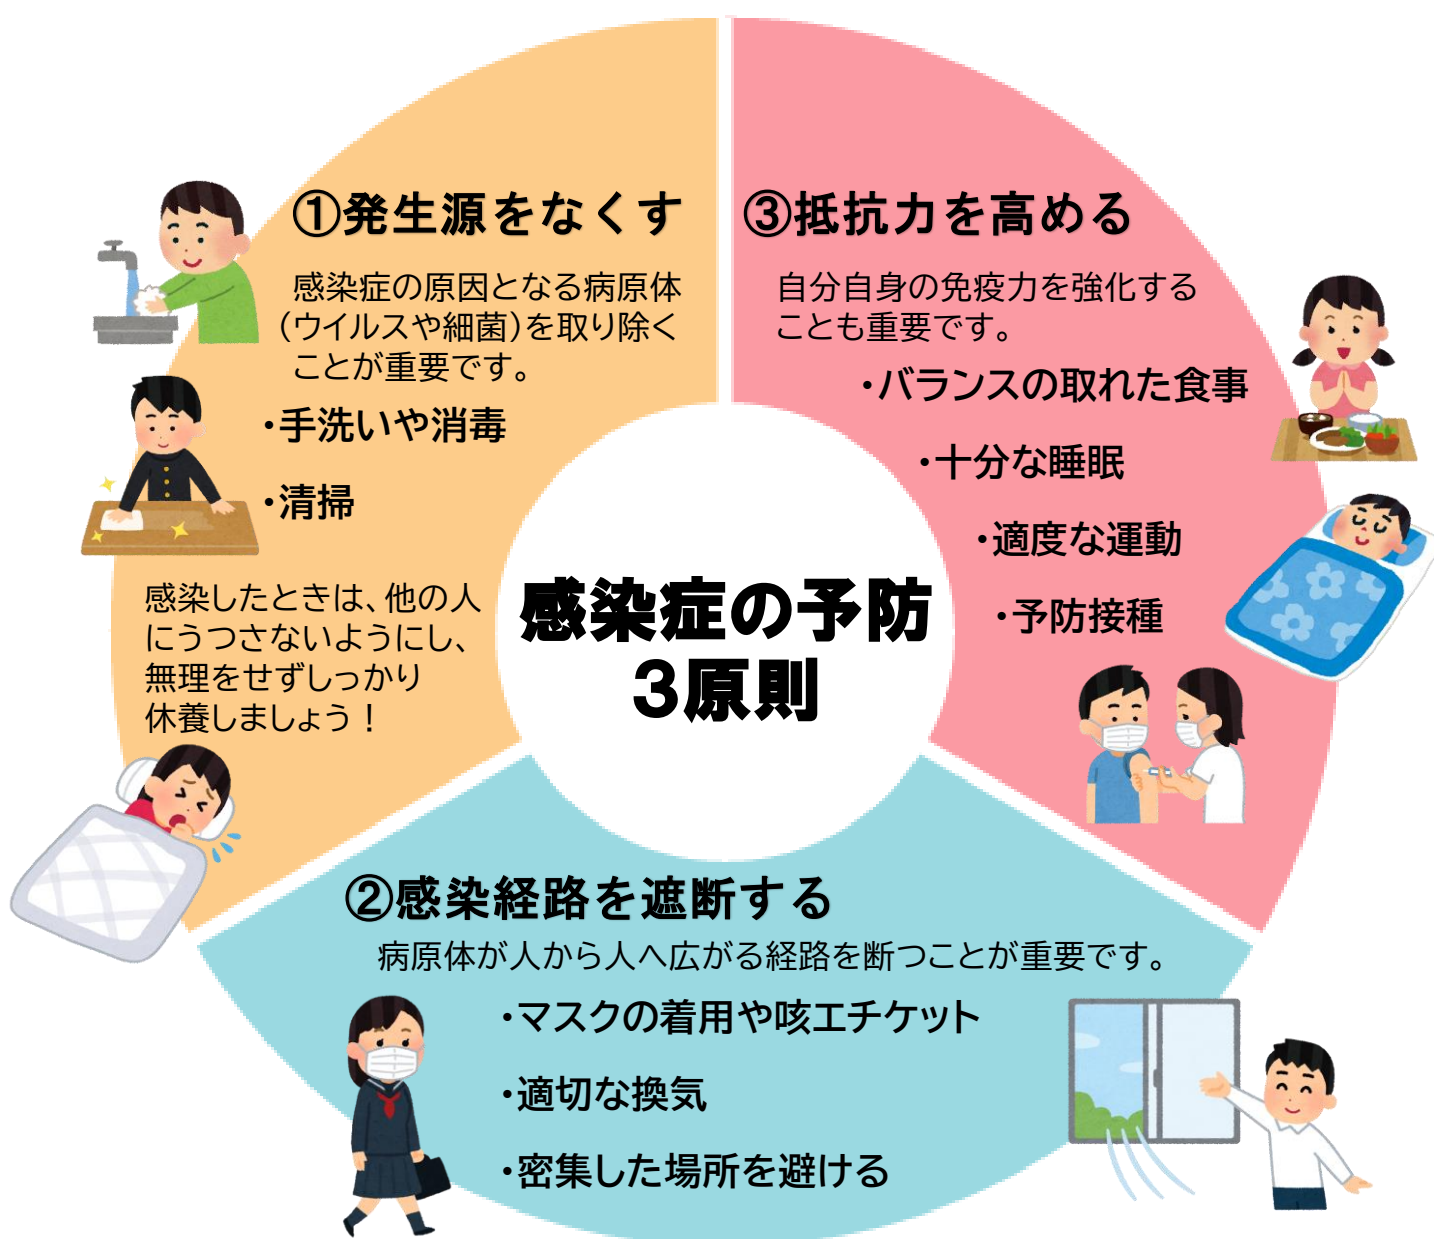 感染症の予防
3原則
①発生源をなくす
感染症の原因となる病原体
(ウイルスや細菌)を取り除く
ことが重要です。
・手洗いや消毒
・清掃
感染したときは、他の人
にうつさないようにし、
無理をせずしっかり
休養しましょう！
②感染経路を遮断する
病原体が人から人へ広がる経路を断つことが重要です。
・マスクの着用や咳エチケット
・適切な換気
・密集した場所を避ける
③抵抗力を高める
自分自身の免疫力を強化する
ことも重要です。
・バランスの取れた食事
・十分な睡眠
・適度な運動
・予防接種